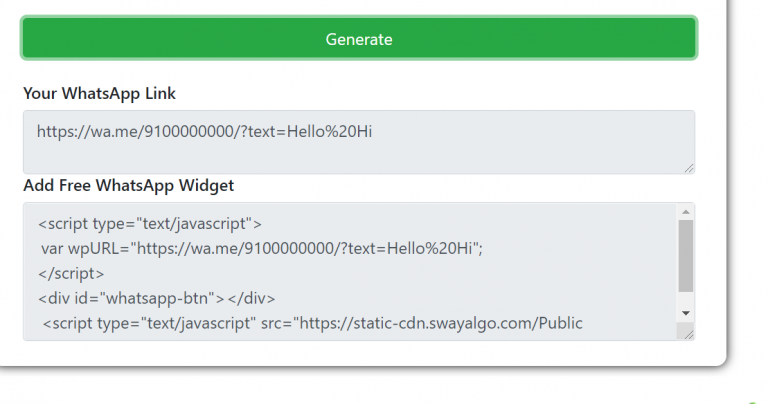 Generate
Your WhatsApp Link
https://wa.me/9100000000/?text=Hello%20Hi
Add Free WhatsApp Widget
<script type="text/javascript">
var wpURL="https://wa.me/9100000000/?text=Hello%20Hi";
</script>
<div id="whatsapp-btn"></div>
<script type="text/javascript" src="https://static-cdn.swayalgo.com/Public